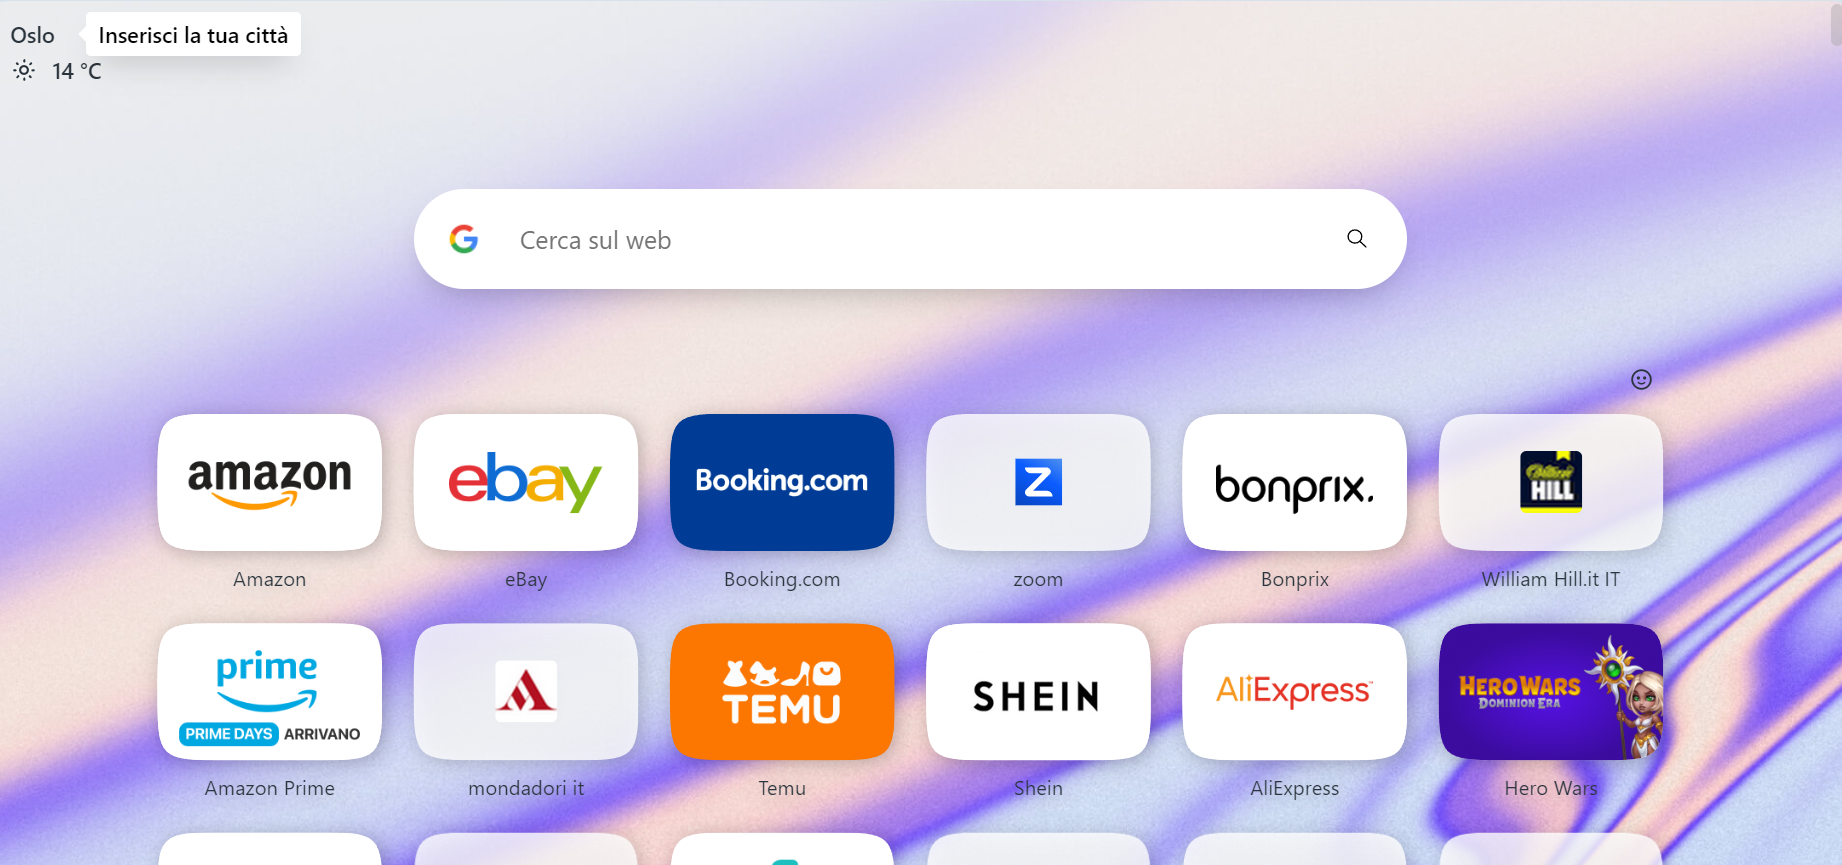 Oslo
Inserisci la tua città
14 °C
Cerca sul web
amazon
ebay
Booking.com
Z
bonprix.
William HILL
Amazon
eBay
Booking.com
zoom
Bonprix
William Hill.it IT
prime
PRIME DAYS ARRIVANO
TEMU
SHEIN
AliExpress™
HERO WARS
DOMINION ERA
Amazon Prime
mondadori it
Temu
Shein
AliExpress
Hero Wars